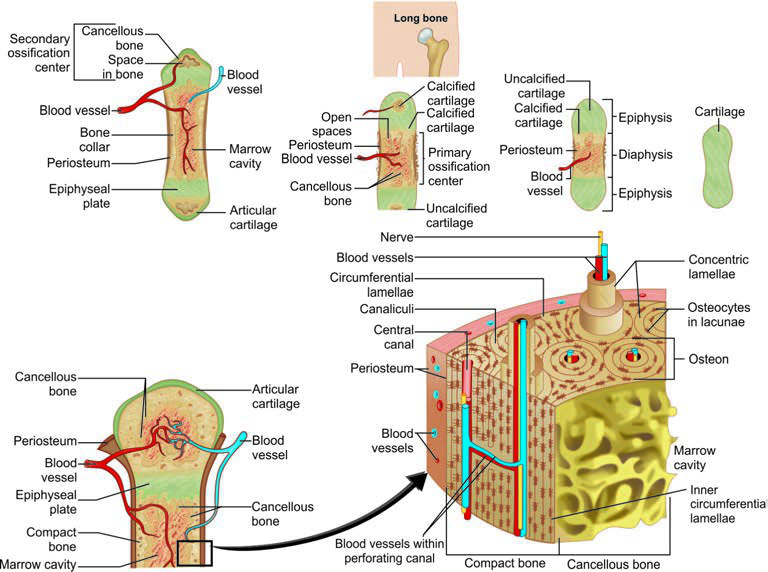 Secondary
ossification
center
Cancellous
bone
Space
in bone
Blood
vessel
Blood vessel
Bone
collar
Periosteum
Marrow
cavity
Epiphyseal
plate
Articular
cartilage
Long bone
Calcified
cartilage
Open
spaces
Calcified
cartilage
Periosteum
Blood vessel
Primary
ossification
center
Cancellous
bone
Uncalcified
cartilage
Uncalcified
cartilage
Calcified
cartilage
Epiphysis
Periosteum
Diaphysis
Blood
vessel
Epiphysis
Cartilage
Nerve
Blood vessels
Circumferential
lamellae
Canaliculi
Central
canal
Periosteum
Blood
vessels
Concentric
lamellae
Osteocytes
in lacunae
Osteon
Marrow
cavity
Inner
circumferential
lamellae
Blood vessels within
perforating canal
Compact bone
Cancellous bone
Cancellous
bone
Articular
cartilage
Periosteum
Blood
vessel
Blood
vessel
Epiphyseal
plate
Cancellous
bone
Compact
bone
Marrow cavity